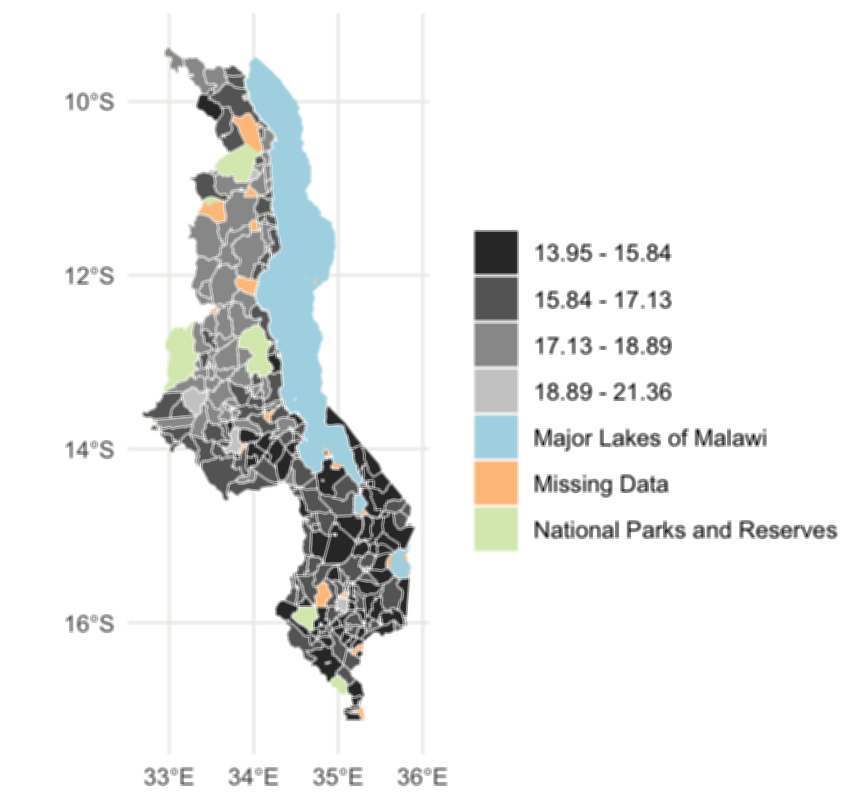 10°S
12°S
14°S
16°S
33°E 34°E 35°E 36°E
13.95 - 15.84
15.84 - 17.13
17.13 - 18.89
18.89 - 21.36
Major Lakes of Malawi
Missing Data
National Parks and Reserves